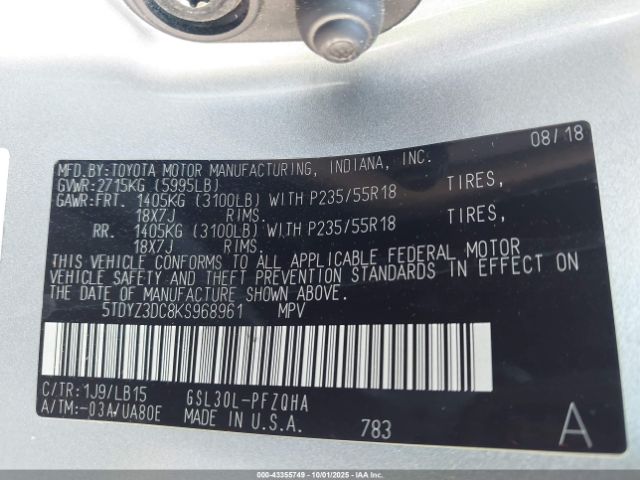 08/18
MFD.BY:TOYOTA MOTOR MANUFACTURING, INDIANA, INC.
GVWR:2715KG (5995LB)
GAWR:FRT. 1405KG (3100LB) WITH P235/55R18 TIRES,
18X7J RIMS.
RR. 1405KG (3100LB) WITH P235/55R18 TIRES,
18X7J RIMS.
THIS VEHICLE CONFORMS TO ALL APPLICABLE FEDERAL MOTOR
VEHICLE SAFETY AND THEFT PREVENTION STANDARDS IN EFFECT ON
THE DATE OF MANUFACTURE SHOWN ABOVE.
5TDYZ3DC8KS968961 MPV
C/TR:1J9/LB15 GSL30L-PFZQHA
A/TM:-03A/UA80E MADE IN U.S.A. 783 A
000-43355749 - 10/01/2025 - IAAI.com